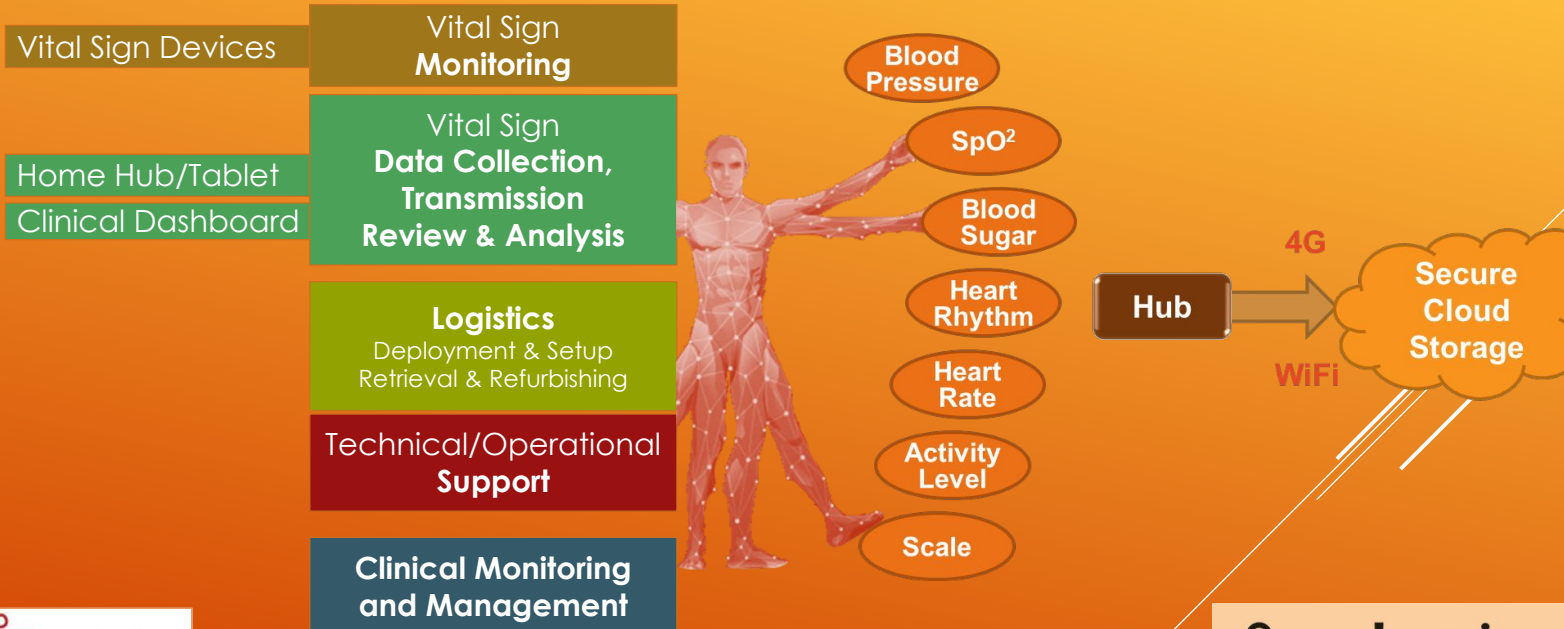 Vital Sign Devices
Vital Sign
Monitoring
Home Hub/Tablet
Clinical Dashboard
Vital Sign
Data Collection,
Transmission
Review & Analysis
Logistics
Deployment & Setup
Retrieval & Refurbishing
Technical/Operational
Support
Clinical Monitoring
and Management
Blood
Pressure
SpO²
Blood
Sugar
Heart
Rhythm
Heart
Rate
Activity
Level
Scale
Hub
4G
WiFi
Secure
Cloud
Storage